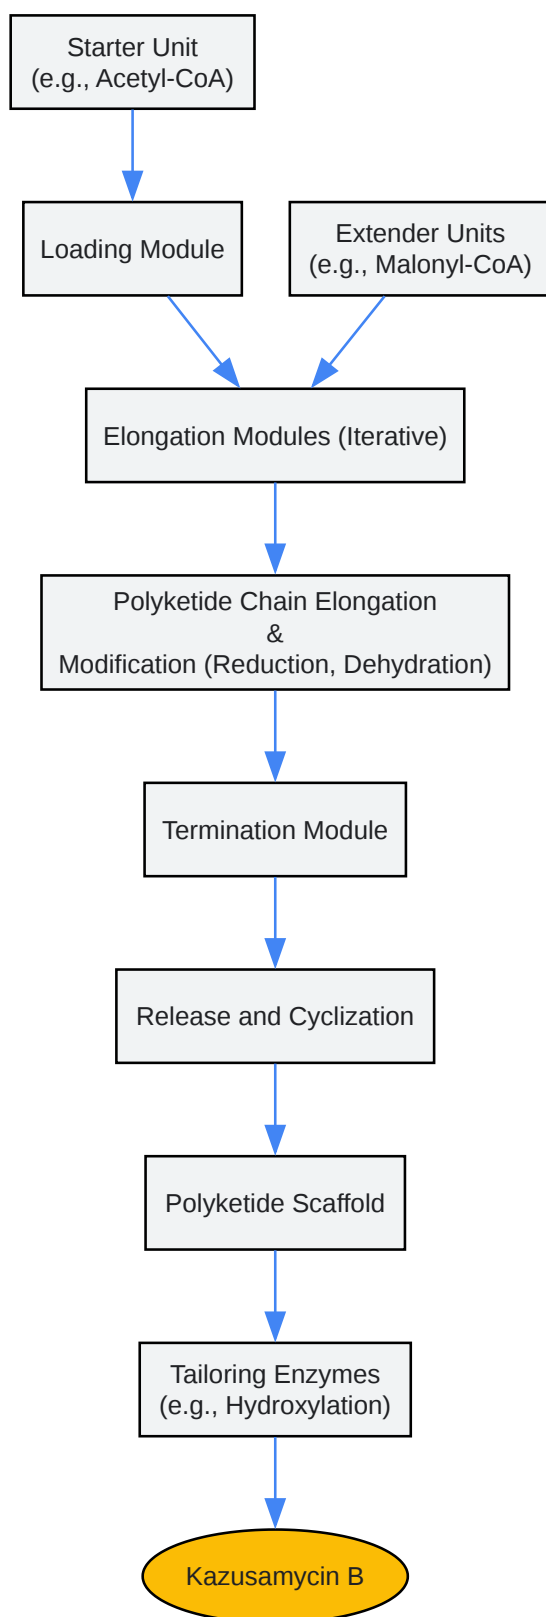 Starter Unit
(e.g., Acetyl-CoA)
Loading Module
Extender Units
(e.g., Malonyl-CoA)
Elongation Modules (Iterative)
Polyketide Chain Elongation
&
Modification (Reduction, Dehydration)
Termination Module
Release and Cyclization
Polyketide Scaffold
Tailoring Enzymes
(e.g., Hydroxylation)
Kazusamycin B